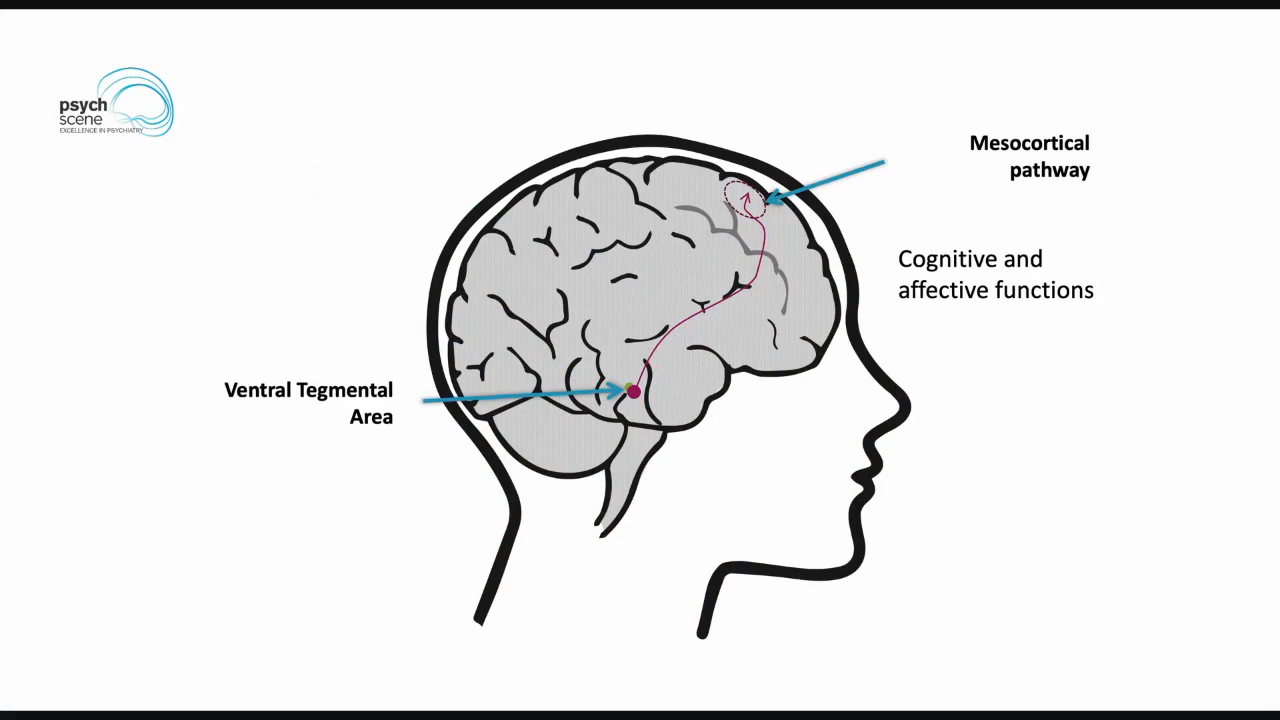 psych
scene
EXCELLENCE IN PSYCHIATRY
Mesocortical
pathway
Cognitive and
affective functions
Ventral Tegmental
Area